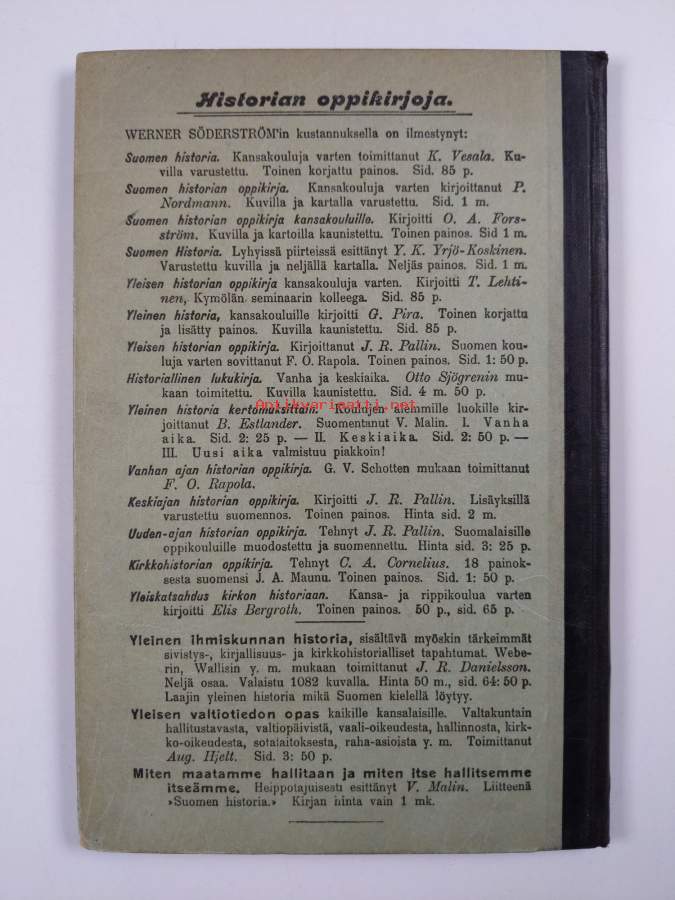 Historian oppikirjoja.
WERNER SÖDERSTRÖM'in kustannuksella on ilmestynyt:
Suomen historia. Kansakouluja varten toimittanut K. Vesala. Ku-
villa varustettu. Toinen korjattu painos. Sid. 85 p.
Suomen historian oppikirja. Kansakouluja varten kirjoittanut P.
Nordmann. Kuvilla ja kartalla varustettu. Sid. 1 m.
Suomen historian oppikirja kansakouluille. Kirjoitti O. A. Fors-
ström. Kuvilla ja kartoilla kaunistettu. Toinen painos. Sid 1 m.
Suomen Historia. Lyhyissä piirteissä esittänyt Y. K. Yrjö-Koskinen.
Varustettu kuvilla ja neljällä kartalla. Neljäs painos. Sid. 1 m.
Yleisen historian oppikirja kansakouluja varten. Kirjoitti T. Lehti-
nen, Kymölän seminaarin kolleega. Sid. 85 p.
Yleinen historia, kansakouluille kirjoitti G. Pira. Toinen korjattu
ja lisätty painos. Kuvilla kaunistettu. Sid. 85 p.
Yleisen historian oppikirja. Kirjoittanut J. R. Pallin. Suomen kou-
luja varten sovittanut F. O. Rapola. Toinen painos. Sid. 1: 50 p.
Historiallinen lukukirja. Vanha ja keskiaika. Otto Sjögrenin mu-
kaan toimitettu. Kuvilla kaunistettu. Sid. 4 m. 50 p.
Antikvariaatti.net
Yleinen historia kertomuksittain. Koulujen alemmille luokille kir-
joittanut B. Estlander. Suomentanut V. Malin. I. Vanha
aika. Sid. 2: 25 p. — II. Keskiaika. Sid. 2: 50 p. —
III. Uusi aika valmistuu piakkoin!
Vanhan ajan historian oppikirja. G. V. Schotten mukaan toimittanut
F. O. Rapola.
Keskiajan historian oppikirja. Kirjoitti J. R. Pallin. Lisäyksillä
varustettu suomennos. Toinen painos. Hinta sid. 2 m.
Uuden-ajan historian oppikirja. Tehnyt J. R. Pallin. Suomalaisille
oppikouluille muodostettu ja suomennettu. Hinta sid. 3: 25 p.
Kirkkohistorian oppikirja. Tehnyt C. A. Cornelius. 18 painok-
sesta suomensi J. A. Maunu. Toinen painos. Sid. 1: 50 p.
Yleiskatsahdus kirkon historiaan. Kansa- ja rippikoulua varten
kirjoitti Elis Bergroth. Toinen painos. 50 p., sid. 65 p.
Yleinen ihmiskunnan historia, sisältävä myöskin tärkeimmät
sivistys-, kirjallisuus- ja kirkkohistorialliset tapahtumat. Webe-
rin, Wallisin y. m. mukaan toimittanut J. R. Danielsson.
Neljä osaa. Valaistu 1082 kuvalla. Hinta 50 m., sid. 64: 50 p.
Laajin yleinen historia mikä Suomen kielellä löytyy.
Yleisen valtiotiedon opas kaikille kansalaisille. Valtakuntain
hallitustavasta, valtiopäivistä, vaali-oikeudesta, hallinnosta, kirk-
ko-oikeudesta, sotalaitoksesta, raha-asioista y. m. Toimittanut
Aug. Hjelt. Sid. 3: 50 p.
Miten maatamme hallitaan ja miten itse hallitsemme
itseämme. Helppotajuisesti esittänyt V. Malin. Liitteenä
»Suomen historia.» Kirjan hinta vain 1 mk.